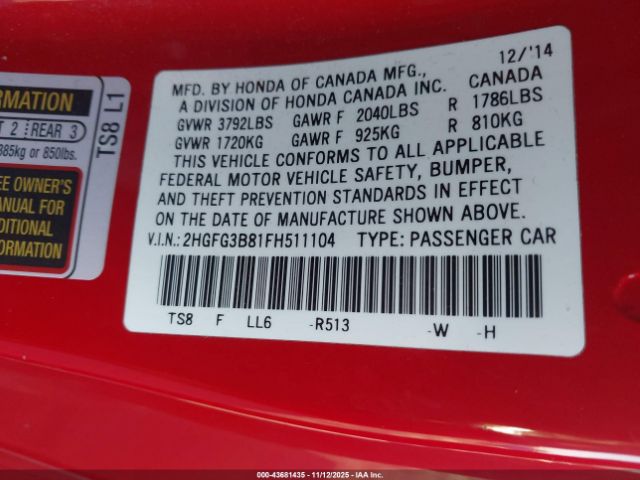 RMATION
T 2 REAR 3
385kg or 850lbs.
EE OWNER'S
ANUAL FOR
DITIONAL
FORMATION
TS8 L1
MFD. BY HONDA OF CANADA MFG., 12/'14
A DIVISION OF HONDA CANADA INC. CANADA
GVWR 3792LBS GAWR F 2040LBS R 1786LBS
GVWR 1720KG GAWR F 925KG R 810KG
THIS VEHICLE CONFORMS TO ALL APPLICABLE
FEDERAL MOTOR VEHICLE SAFETY, BUMPER,
AND THEFT PREVENTION STANDARDS IN EFFECT
ON THE DATE OF MANUFACTURE SHOWN ABOVE.
V.I.N.: 2HGFG3B81FH511104 TYPE: PASSENGER CAR
TS8 F LL6 -R513 -W -H
000-43681435 - 11/12/2025 - IAAI Inc.